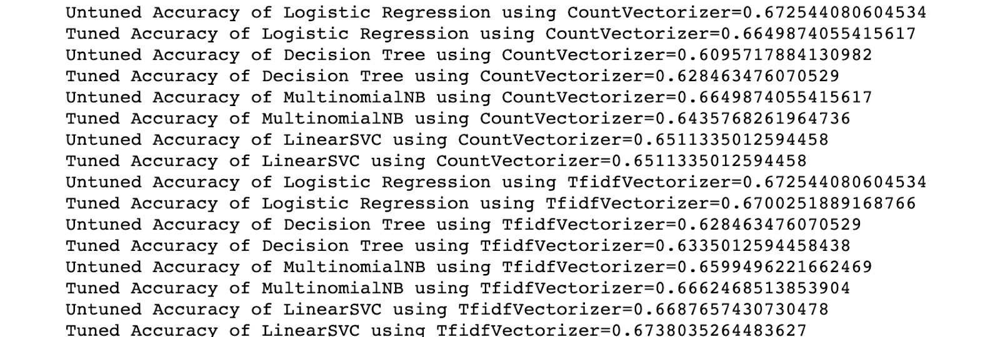 Untuned Accuracy of Logistic Regression using CountVectorizer=0.672544080604534
Tuned Accuracy of Logistic Regression using CountVectorizer=0.6649874055415617
Untuned Accuracy of Decision Tree using CountVectorizer=0.6095717884130982
Tuned Accuracy of Decision Tree using CountVectorizer=0.628463476070529
Untuned Accuracy of MultinomialNB using CountVectorizer=0.6649874055415617
Tuned Accuracy of MultinomialNB using CountVectorizer=0.6435768261964736
Untuned Accuracy of LinearSVC using CountVectorizer=0.6511335012594458
Tuned Accuracy of LinearSVC using CountVectorizer=0.6511335012594458
Untuned Accuracy of Logistic Regression using TfidfVectorizer=0.672544080604534
Tuned Accuracy of Logistic Regression using TfidfVectorizer=0.6700251889168766
Untuned Accuracy of Decision Tree using TfidfVectorizer=0.628463476070529
Tuned Accuracy of Decision Tree using TfidfVectorizer=0.6335012594458438
Untuned Accuracy of MultinomialNB using TfidfVectorizer=0.6599496221662469
Tuned Accuracy of MultinomialNB using TfidfVectorizer=0.6662468513853904
Untuned Accuracy of LinearSVC using TfidfVectorizer=0.6687657430730478
Tuned Accuracy of LinearSVC using TfidfVectorizer=0.6738035264483627